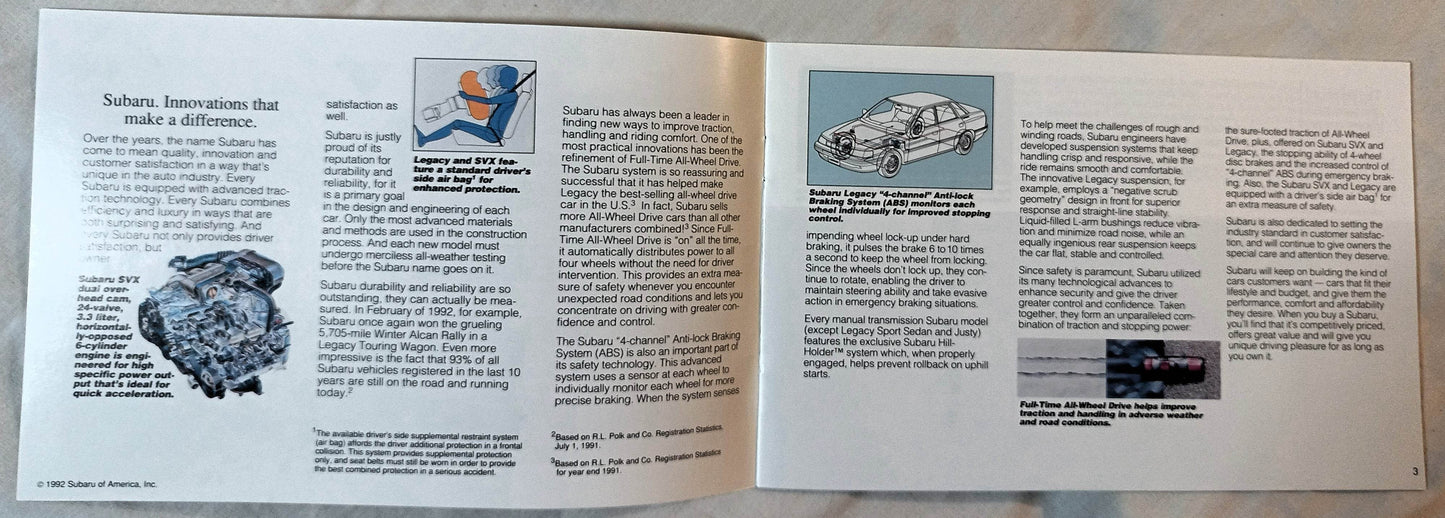 Subaru. Innovations that
make a difference.
Over the years, the name Subaru has
come to mean quality, innovation and
customer satisfaction in a way that's
unique in the auto industry. Every
Subaru is equipped with advanced trac-
tion technology. Every Subaru combines
efficiency and luxury in ways that are
both surprising and satisfying. And
every Subaru not only provides driver
satisfaction, but
owner
Subaru SVX
dual over-
head cam,
24-valve,
3.3 liter,
horizontal-
ly-opposed
6-cylinder
engine is engi-
neered for high
specific power out-
put that's ideal for
quick acceleration.
© 1992 Subaru of America, Inc.
satisfaction as
well.
Subaru is justly
proud of its
reputation for
durability and
reliability, for it
is a primary goal
in the design and engineering of each
car. Only the most advanced materials
and methods are used in the construction
process. And each new model must
undergo merciless all-weather testing
before the Subaru name goes on it.
Subaru durability and reliability are so
outstanding, they can actually be mea-
sured. In February of 1992, for example,
Subaru once again won the grueling
5,705-mile Winter Alcan Rally in a
Legacy Touring Wagon. Even more
impressive is the fact that 93% of all
Subaru vehicles registered in the last 10
years are still on the road and running
today.²
Legacy and SVX fea-
ture a standard driver's
side air bag¹ for
enhanced protection.
¹The available driver's side supplemental restraint system
(air bag) affords the driver additional protection in a frontal
collision. This system provides supplemental protection
only, and seat belts must still be worn in order to provide
the best combined protection in a serious accident.
Subaru has always been a leader in
finding new ways to improve traction,
handling and riding comfort. One of the
most practical innovations has been the
refinement of Full-Time All-Wheel Drive.
The Subaru system is so reassuring and
successful that it has helped make
Legacy the best-selling all-wheel drive
car in the U.S.³ In fact, Subaru sells
more All-Wheel Drive cars than all other
manufacturers combined!³ Since Full-
Time All-Wheel Drive is "on" all the time,
it automatically distributes power to all
four wheels without the need for driver
intervention. This provides an extra mea-
sure of safety whenever you encounter
unexpected road conditions and lets you
concentrate on driving with greater con-
fidence and control.
The Subaru "4-channel" Anti-lock Braking
System (ABS) is also an important part of
its safety technology. This advanced
system uses a sensor at each wheel to
individually monitor each wheel for more
precise braking. When the system senses
²Based on R.L. Polk and Co. Registration Statistics,
July 1, 1991.
³Based on R.L. Polk and Co. Registration Statistics
for year end 1991.
Subaru Legacy "4-channel" Anti-lock
Braking System (ABS) monitors each
wheel individually for improved stopping
control.
impending wheel lock-up under hard
braking, it pulses the brake 6 to 10 times
a second to keep the wheel from locking.
Since the wheels don't lock up, they con-
tinue to rotate, enabling the driver to
maintain steering ability and take evasive
action in emergency braking situations.
Every manual transmission Subaru model
(except Legacy Sport Sedan and Justy)
features the exclusive Subaru Hill-
Holder™ system which, when properly
engaged, helps prevent rollback on uphill
starts.
To help meet the challenges of rough and
winding roads, Subaru engineers have
developed suspension systems that keep
handling crisp and responsive, while the
ride remains smooth and comfortable.
The innovative Legacy suspension, for
example, employs a "negative scrub
geometry" design in front for superior
response and straight-line stability.
Liquid-filled L-arm bushings reduce vibra-
tion and minimize road noise, while an
equally ingenious rear suspension keeps
the car flat, stable and controlled.
Since safety is paramount, Subaru utilized
its many technological advances to
enhance security and give the driver
greater control and confidence. Taken
together, they form an unparalleled com-
bination of traction and stopping power:
Full-Time All-Wheel Drive helps improve
traction and handling in adverse weather
and road conditions.
the sure-footed traction of All-Wheel
Drive, plus, offered on Subaru SVX and
Legacy, the stopping ability of 4-wheel
disc brakes and the increased control of
"4-channel" ABS during emergency brak-
ing. Also, the Subaru SVX and Legacy are
equipped with a driver's side air bag¹ for
an extra measure of safety.
Subaru is also dedicated to setting the
industry standard in customer satisfac-
tion, and will continue to give owners the
special care and attention they deserve.
Subaru will keep on building the kind of
cars customers want — cars that fit their
lifestyle and budget, and give them the
performance, comfort and affordability
they desire. When you buy a Subaru,
you'll find that it's competitively priced,
offers great value and will give you
unique driving pleasure for as long as
you own it.
3